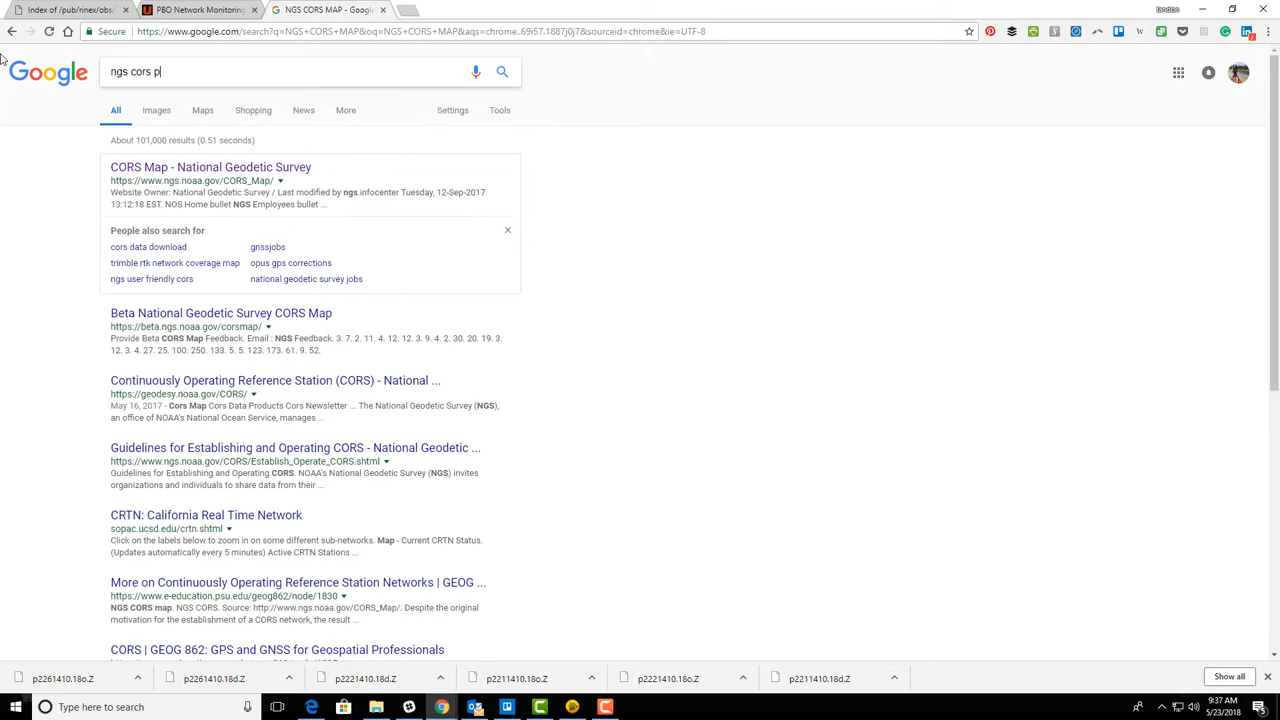 Index of /pub/rinex/obs/
PBO Network Monitoring
NGS CORS MAP - Google
landon
Secure
https://www.google.com/search?q=NGS+CORS+MAP&oq=NGS+CORS+MAP&aqs=chrome..69i57.1887j0j7&sourceid=chrome&ie=UTF-8
Google
ngs cors p
All
Images
Maps
Shopping
News
More
Settings
Tools
About 101,000 results (0.51 seconds)
CORS Map - National Geodetic Survey
https://www.ngs.noaa.gov/CORS_Map/
Website Owner: National Geodetic Survey / Last modified by ngs.infocenter Tuesday, 12-Sep-2017
13:12:18 EST. NOS Home bullet NGS Employees bullet ...
People also search for
cors data download
gnssjobs
trimble rtk network coverage map
opus gps corrections
ngs user friendly cors
national geodetic survey jobs
Beta National Geodetic Survey CORS Map
https://beta.ngs.noaa.gov/corsmap/
Provide Beta CORS Map Feedback. Email : NGS Feedback. 3. 7. 2. 11. 4. 12. 12. 3. 9. 4. 2. 30. 20. 19. 3.
12. 3. 4. 27. 25. 100. 250. 133. 5. 5. 123. 173. 61. 9. 52.
Continuously Operating Reference Station (CORS) - National ...
https://geodesy.noaa.gov/CORS/
May 16, 2017 - Cors Map Cors Data Products Cors Newsletter ... The National Geodetic Survey (NGS),
an office of NOAA's National Ocean Service, manages ...
Guidelines for Establishing and Operating CORS - National Geodetic ...
https://www.ngs.noaa.gov/CORS/Establish_Operate_CORS.shtml
Guidelines for Establishing and Operating CORS. NOAA's National Geodetic Survey (NGS) invites
organizations and individuals to share data from their ...
CRTN: California Real Time Network
sopac.ucsd.edu/crtn.shtml
Click on the labels below to zoom in on some different sub-networks. Map - Current CRTN Status.
(Updates automatically every 5 minutes) Active CRTN Stations ...
More on Continuously Operating Reference Station Networks | GEOG ...
https://www.e-education.psu.edu/geog862/node/1830
NGS CORS map. NGS CORS. Source: http://www.ngs.noaa.gov/CORS_Map/. Despite the original
motivation for the establishment of a CORS network, the result ...
CORS | GEOG 862: GPS and GNSS for Geospatial Professionals
p2261410.18o.Z
p2261410.18d.Z
p2221410.18d.Z
p2211410.18o.Z
p2221410.18o.Z
p2211410.18d.Z
Show all
Type here to search
9:37 AM
5/23/2018